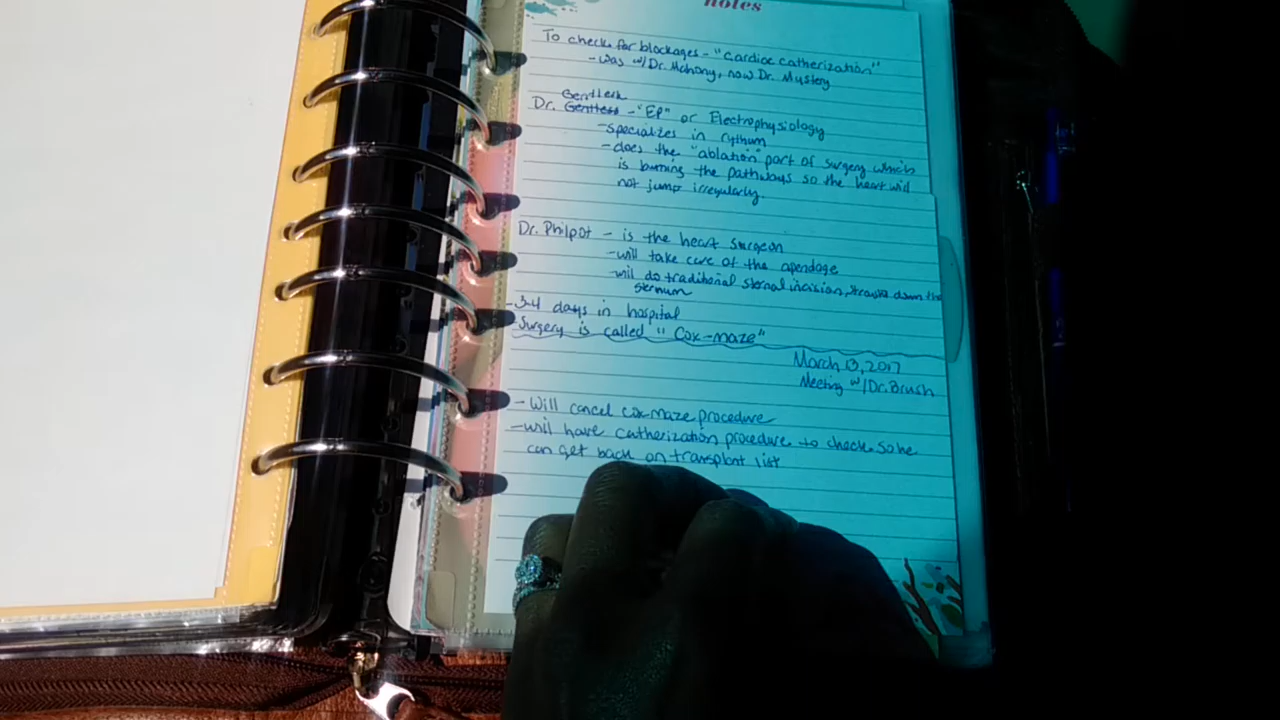 notes
To check for blockages - "Cardiac catherization"
- was w/Dr. Mahony, now Dr. Mystery
Gentlesk
Dr. Gentless - "EP" or Electrophysiology
- specializes in rythum
- does the "ablation" part of surgery which
is burning the pathways so the heart will
not jump irregularly.
Dr. Philpot - is the heart surgeon
- will take care of the apendage
- will do traditional sternal incision, straight down the
sternum
- 3-4 days in hospital
- Surgery is called "Cox-maze"
March 13, 2017
Meeting w/Dr. Brush
- Will cancel cox-maze procedure
- will have catherization procedure to check so he
can get back on transplant list